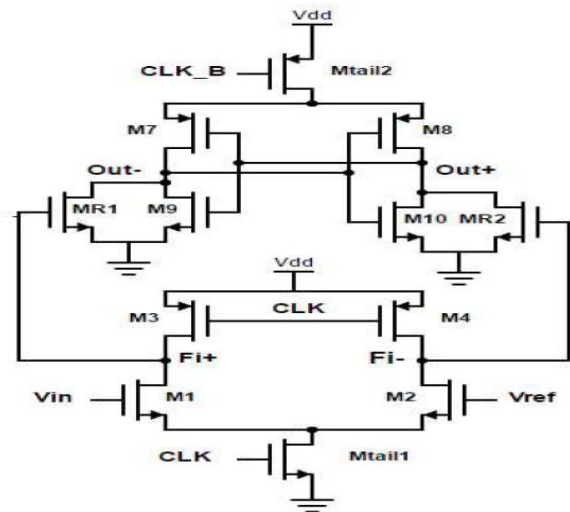 Vdd
CLK_B
Mtail2
M7
M8
Out-
Out+
MR1
M9
M10
MR2
Vdd
M3
CLK
M4
Fi+
Fi-
Vin
M1
M2
Vref
CLK
Mtail1